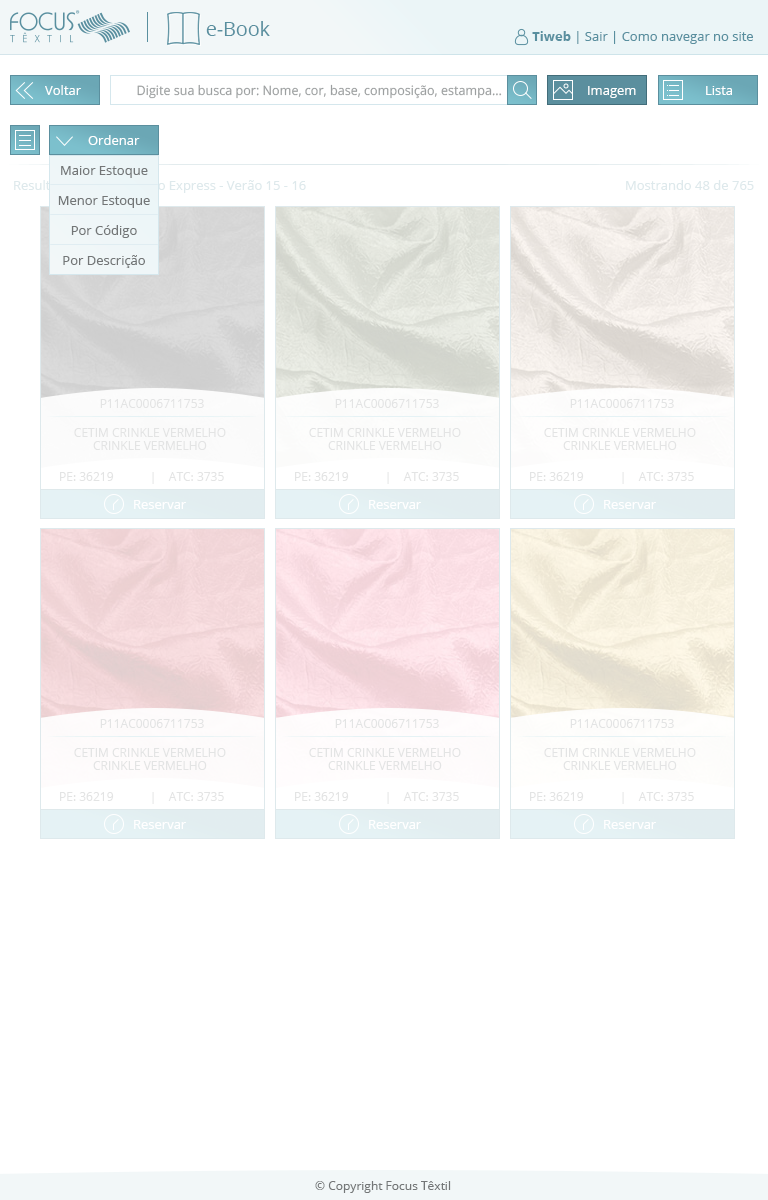 FOCUS
TÊXTIL
e-Book
Tiweb | Sair | Como navegar no site
Voltar
Digite sua busca por: Nome, cor, base, composição, estampa...
Imagem
Lista
Ordenar
Maior Estoque
Menor Estoque
Por Código
Por Descrição
Express - Verão 15 - 16
Mostrando 48 de 765
P11AC0006711753 P11AC0006711753 P11AC0006711753
CETIM CRINKLE VERMELHO CETIM CRINKLE VERMELHO CETIM CRINKLE VERMELHO
CRINKLE VERMELHO CRINKLE VERMELHO CRINKLE VERMELHO
PE: 36219 | ATC: 3735 PE: 36219 | ATC: 3735 PE: 36219 | ATC: 3735
Reservar Reservar Reservar
P11AC0006711753 P11AC0006711753 P11AC0006711753
CETIM CRINKLE VERMELHO CETIM CRINKLE VERMELHO CETIM CRINKLE VERMELHO
CRINKLE VERMELHO CRINKLE VERMELHO CRINKLE VERMELHO
PE: 36219 | ATC: 3735 PE: 36219 | ATC: 3735 PE: 36219 | ATC: 3735
Reservar Reservar Reservar
© Copyright Focus Têxtil